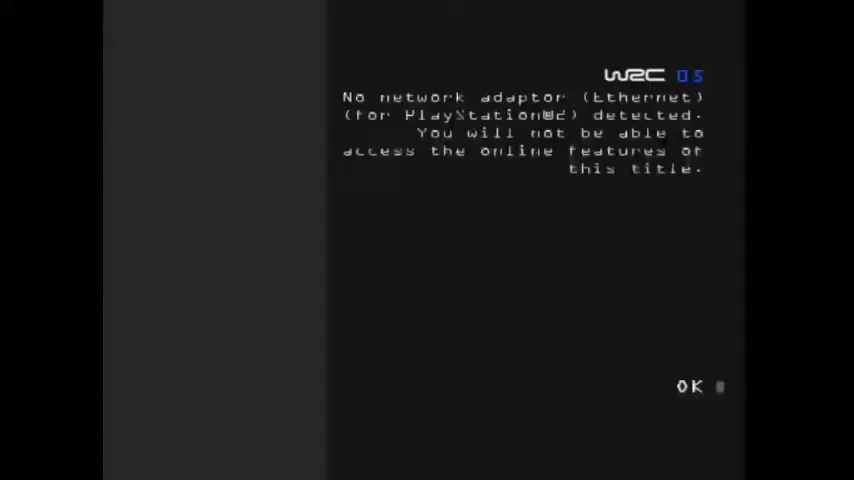 WRC 05
No network adaptor (Ethernet)
(for PlayStation®2) detected.
You will not be able to
access the online features of
this title.
OK